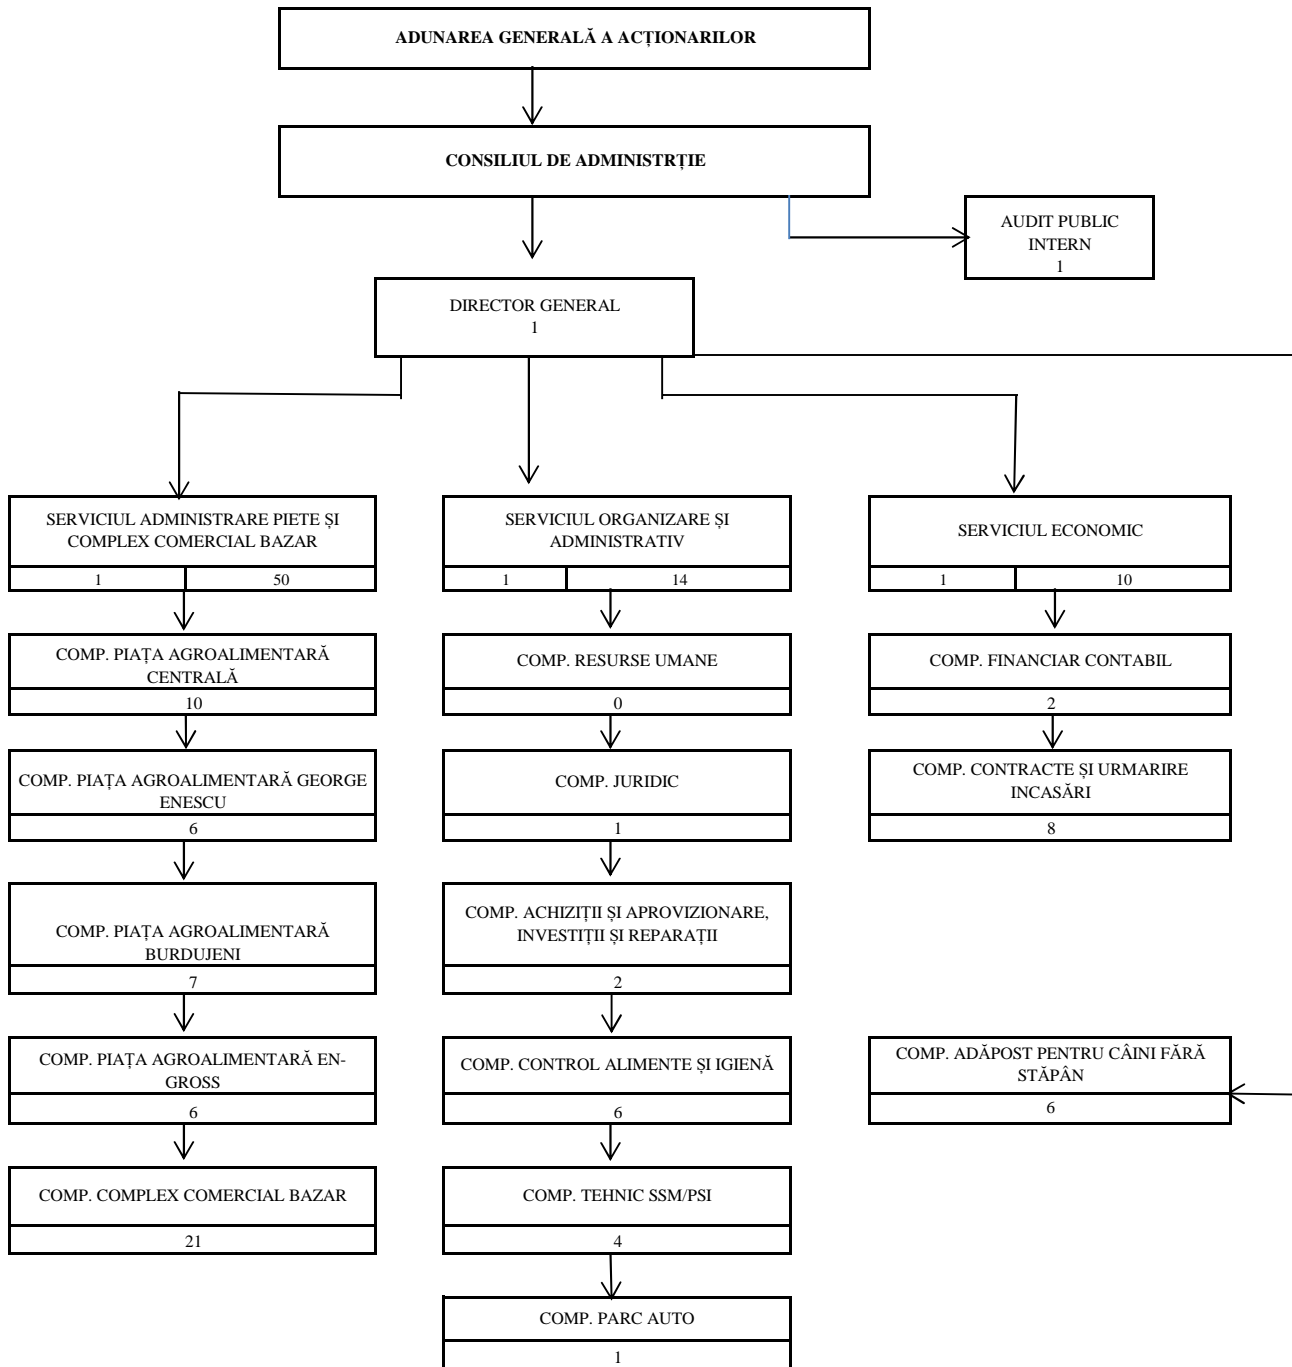 ADUNAREA GENERALĂ A ACȚIONARILOR
CONSILIUL DE ADMINISTRȚIE
AUDIT PUBLIC
INTERN
1
DIRECTOR GENERAL
1
SERVICIUL ADMINISTRARE PIETE ȘI
COMPLEX COMERCIAL BAZAR
1 50
COMP. PIAȚA AGROALIMENTARĂ
CENTRALĂ
10
COMP. PIAȚA AGROALIMENTARĂ GEORGE
ENESCU
6
COMP. PIAȚA AGROALIMENTARĂ
BURDUJENI
7
COMP. PIAȚA AGROALIMENTARĂ EN-
GROSS
6
COMP. COMPLEX COMERCIAL BAZAR
21
SERVICIUL ORGANIZARE ȘI
ADMINISTRATIV
1 14
COMP. RESURSE UMANE
0
COMP. JURIDIC
1
COMP. ACHIZIȚII ȘI APROVIZIONARE,
INVESTIȚII ȘI REPARAȚII
2
COMP. CONTROL ALIMENTE ȘI IGIENĂ
6
COMP. TEHNIC SSM/PSI
4
COMP. PARC AUTO
1
SERVICIUL ECONOMIC
1 10
COMP. FINANCIAR CONTABIL
2
COMP. CONTRACTE ȘI URMARIRE
INCASĂRI
8
COMP. ADĂPOST PENTRU CÂINI FĂRĂ
STĂPÂN
6